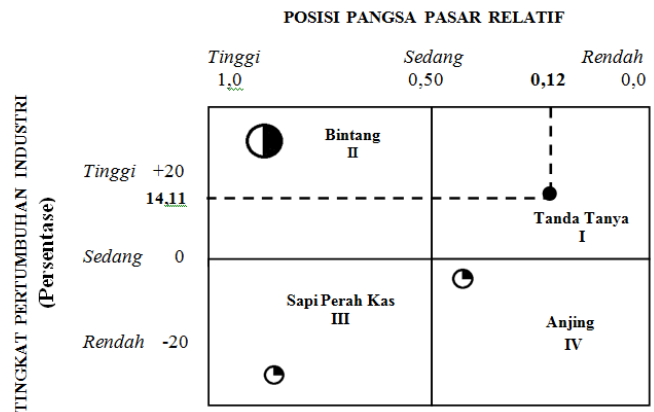 POSISI PANGSA PASAR RELATIF
Tinggi Sedang Rendah
1,0 0,50 0,12 0,0
TINGKAT PERTUMBUHAN INDUSTRI
(Persentase)
Bintang
II
Tinggi +20
14,11
Tanda Tanya
I
Sedang 0
Sapi Perah Kas
III
Anjing
IV
Rendah -20